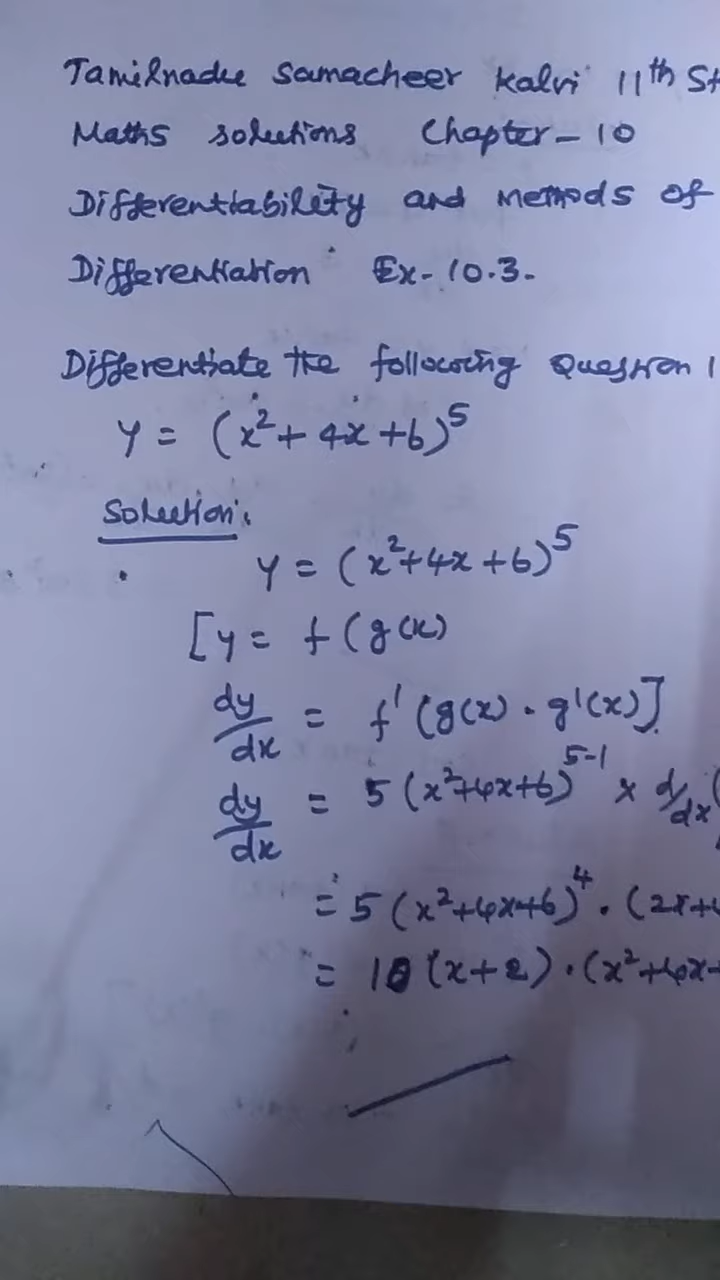 Tamilnadu Samacheer Kalvi 11th St
Maths solutions Chapter - 10
Differentiability and Methods of
Differentiation Ex - 10.3.
Differentiate the following Question 1
y = (x²+ 4x +6)⁵
Solution:
y = (x²+4x +6)⁵
[y = f(g(x)
dy/dx = f'(g(x) . g'(x)]
dy/dx = 5(x²+4x+6)⁵⁻¹ x d/dx (
= 5(x²+4x+6)⁴ . (2x+4
= 10(x+2) . (x²+4x+